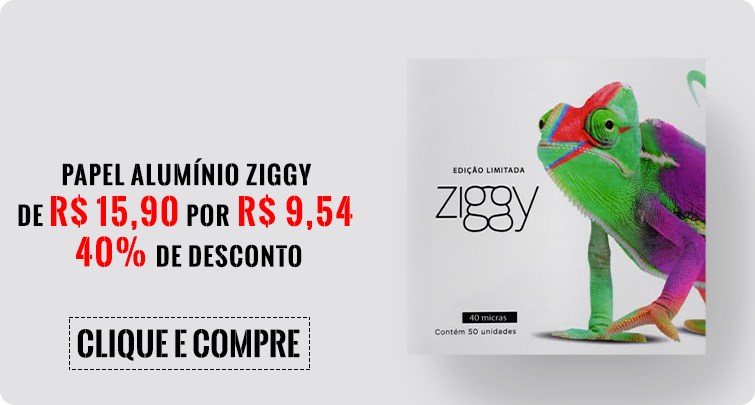 PAPEL ALUMÍNIO ZIGGY
DE R$ 15,90 POR R$ 9,54
40% DE DESCONTO
CLIQUE E COMPRE
EDIÇÃO LIMITADA
ziggy
40 micras
Contém 50 unidades